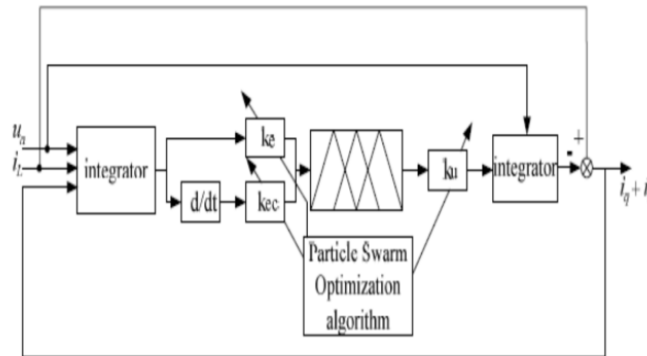 u_a
i_L
integrator
ke
d/dt
kec
ku
integrator
+
-
i_q+i
Particle Swarm
Optimization
algorithm